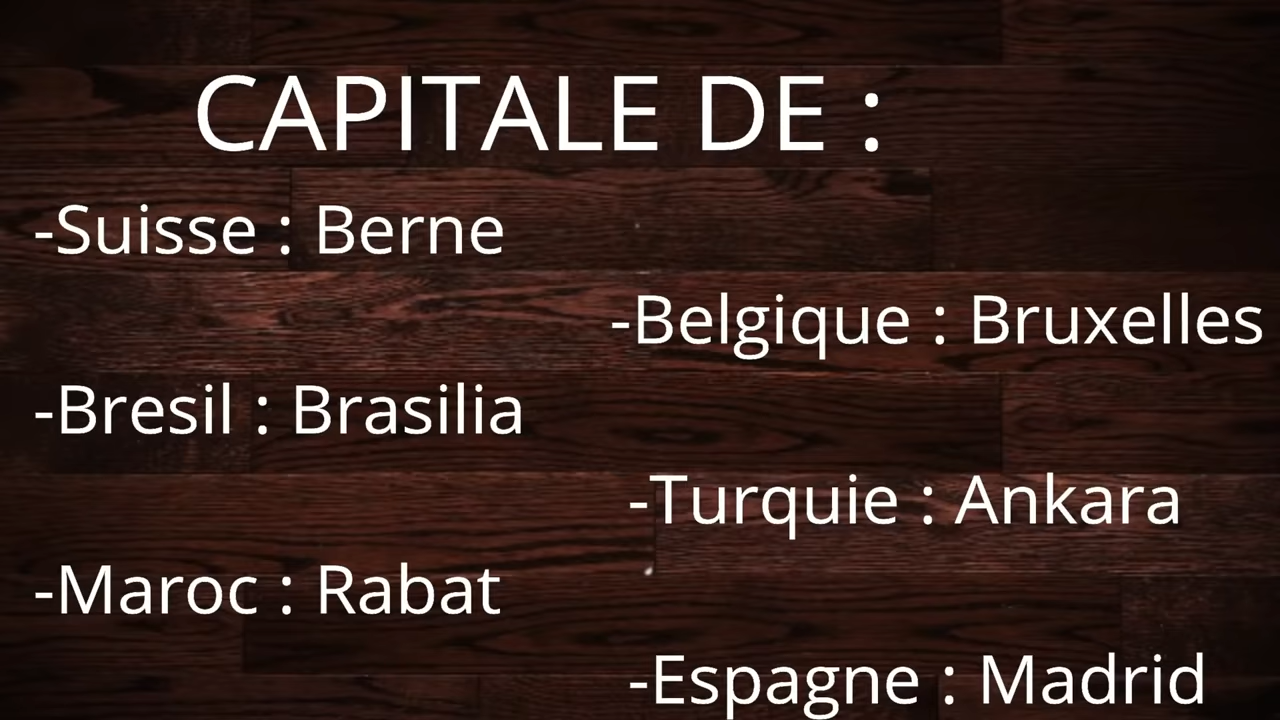 CAPITALE DE :
-Suisse : Berne
-Belgique : Bruxelles
-Bresil : Brasilia
-Turquie : Ankara
-Maroc : Rabat
-Espagne : Madrid